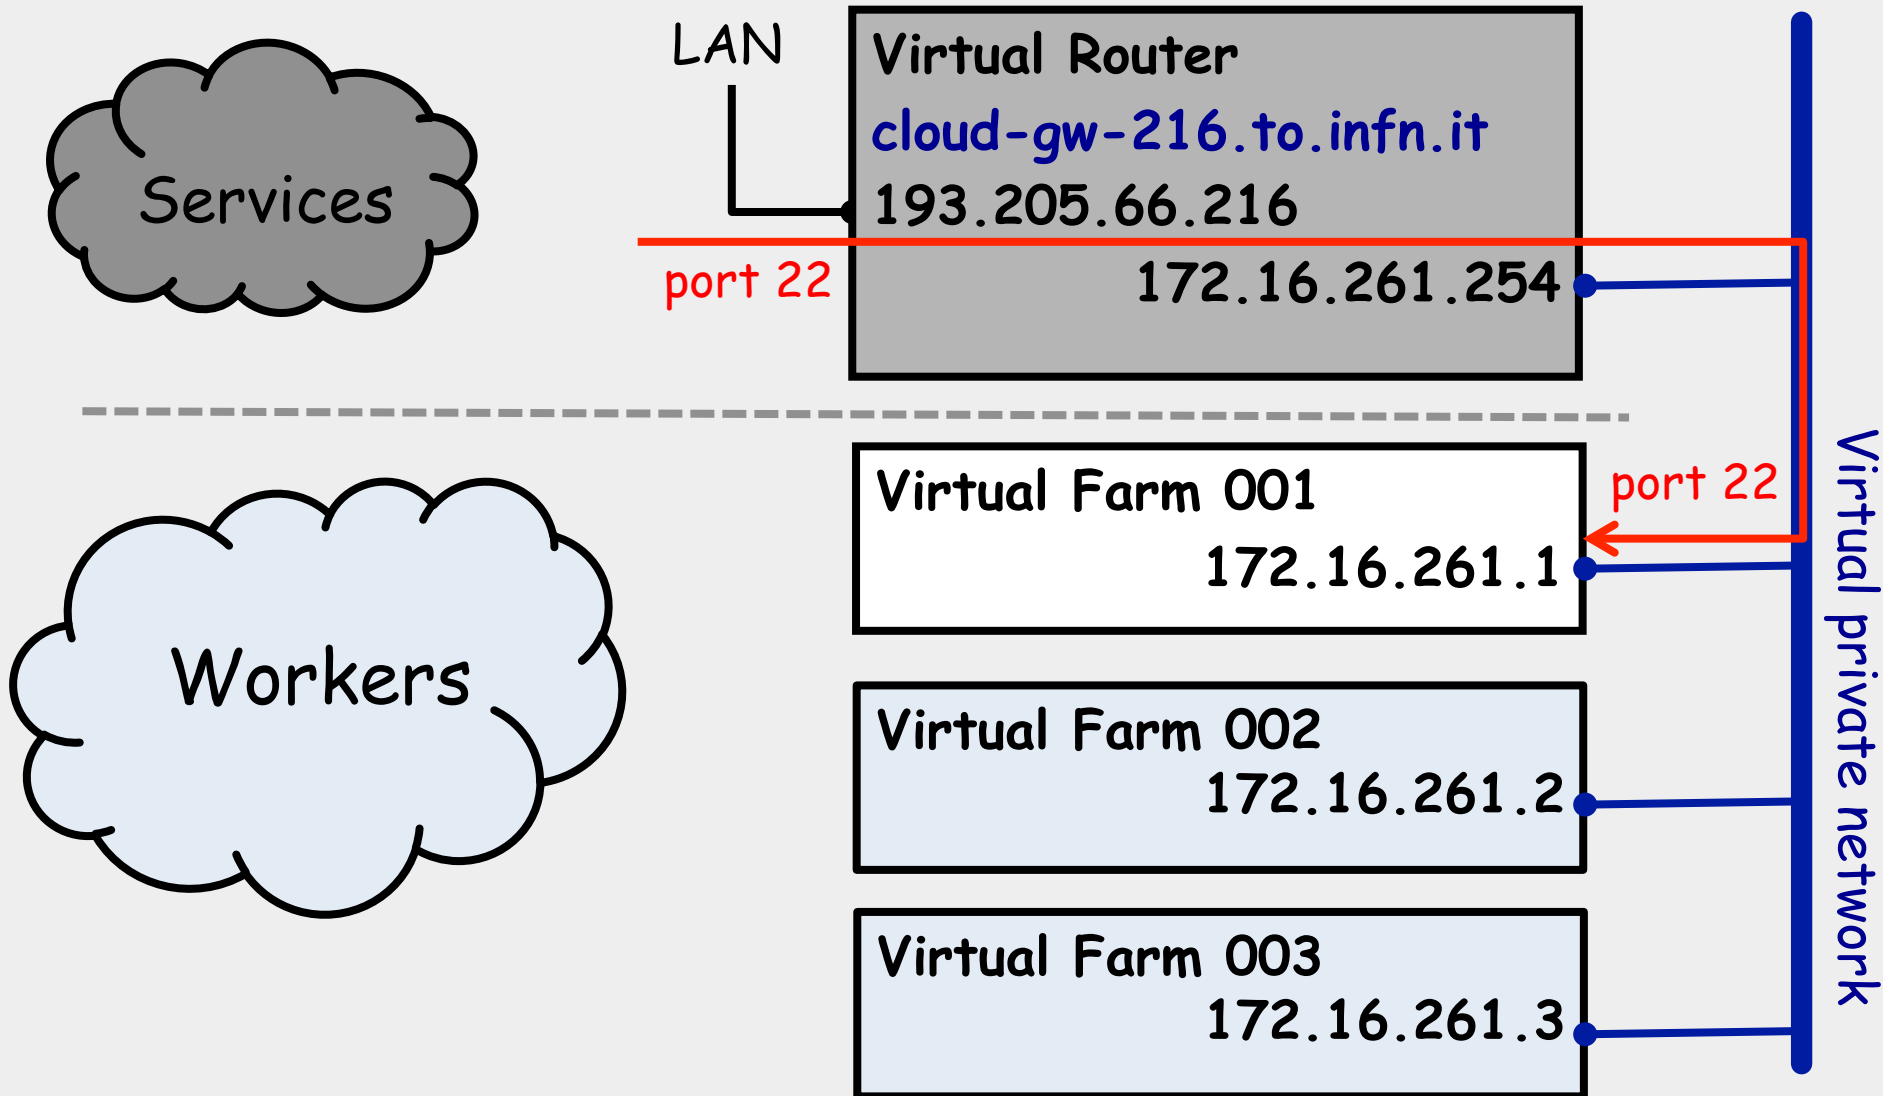 LAN
Virtual Router
cloud-gw-216.to.infn.it
193.205.66.216
Services
port 22
172.16.261.254
Virtual Farm 001
port 22
172.16.261.1
Workers
Virtual Farm 002
172.16.261.2
Virtual Farm 003
172.16.261.3
Virtual private network